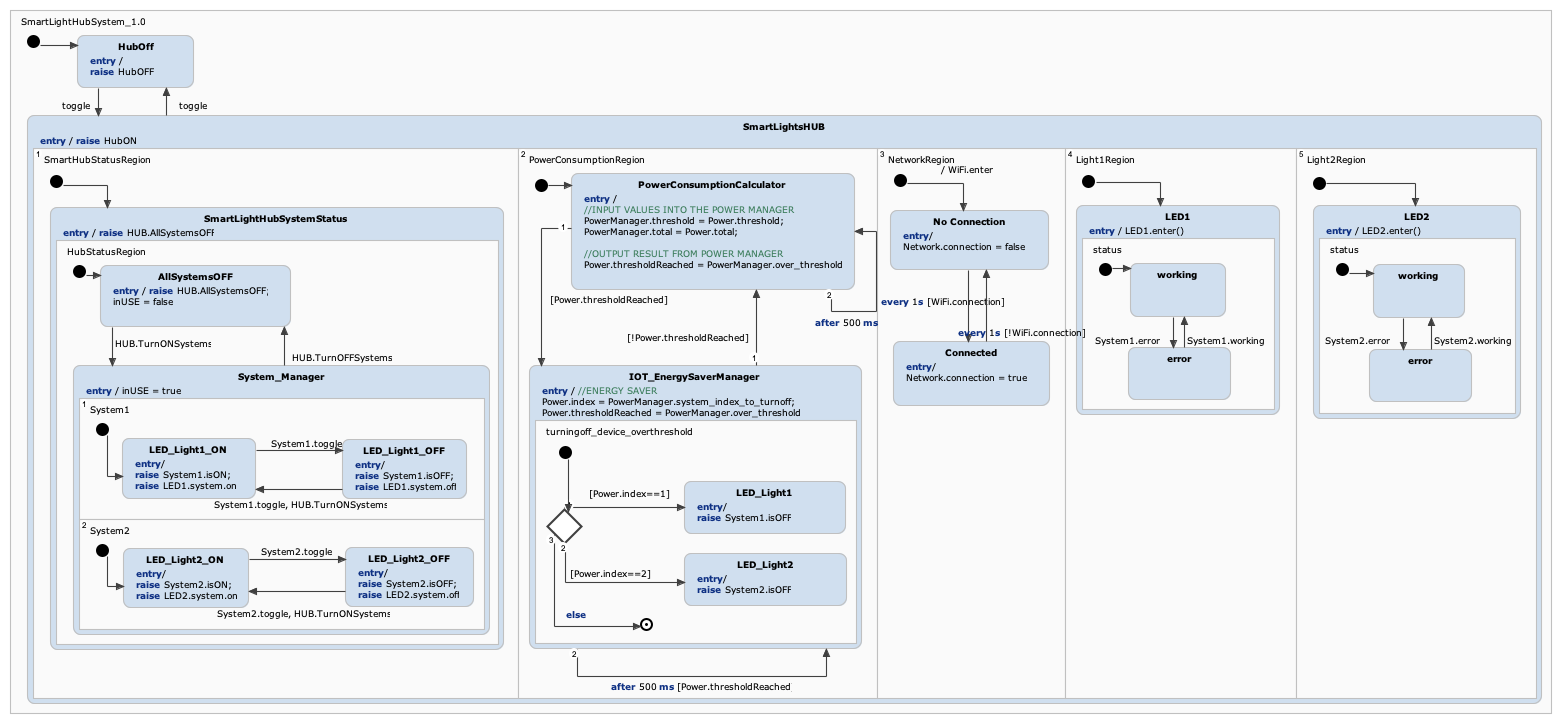 SmartLightHubSystem_1.0
HubOff
entry /
raise HubOFF
toggle
toggle
SmartLightsHUB
entry / raise HubON
1
SmartHubStatusRegion
SmartLightHubSystemStatus
entry / raise HUB.AllSystemsOFF
HubStatusRegion
AllSystemsOFF
entry / raise HUB.AllSystemsOFF;
inUSE = false
HUB.TurnONSystems
HUB.TurnOFFSystems
System_Manager
entry / inUSE = true
1
System1
LED_Light1_ON
entry/
raise System1.isON;
raise LED1.system.on
System1.toggle
LED_Light1_OFF
entry/
raise System1.isOFF;
raise LED1.system.off
System1.toggle, HUB.TurnONSystems
2
System2
LED_Light2_ON
entry/
raise System2.isON;
raise LED2.system.on
System2.toggle
LED_Light2_OFF
entry/
raise System2.isOFF;
raise LED2.system.off
System2.toggle, HUB.TurnONSystems
2
PowerConsumptionRegion
PowerConsumptionCalculator
entry /
//INPUT VALUES INTO THE POWER MANAGER
PowerManager.threshold = Power.threshold;
PowerManager.total = Power.total;
//OUTPUT RESULT FROM POWER MANAGER
Power.thresholdReached = PowerManager.over_threshold
1
[Power.thresholdReached]
2
after 500 ms
[!Power.thresholdReached]
1
IOT_EnergySaverManager
entry / //ENERGY SAVER
Power.index = PowerManager.system_index_to_turnoff;
Power.thresholdReached = PowerManager.over_threshold
turningoff_device_overthreshold
[Power.index==1]
LED_Light1
entry/
raise System1.isOFF
3
2
[Power.index==2]
LED_Light2
entry/
raise System2.isOFF
else
2
after 500 ms [Power.thresholdReached
3
NetworkRegion
/ WiFi.enter
No Connection
entry/
Network.connection = false
every 1s [WiFi.connection]
every 1s [!WiFi.connection]
Connected
entry/
Network.connection = true
4
Light1Region
LED1
entry / LED1.enter()
status
working
System1.error
System1.working
error
5
Light2Region
LED2
entry / LED2.enter()
status
working
System2.error
System2.working
error